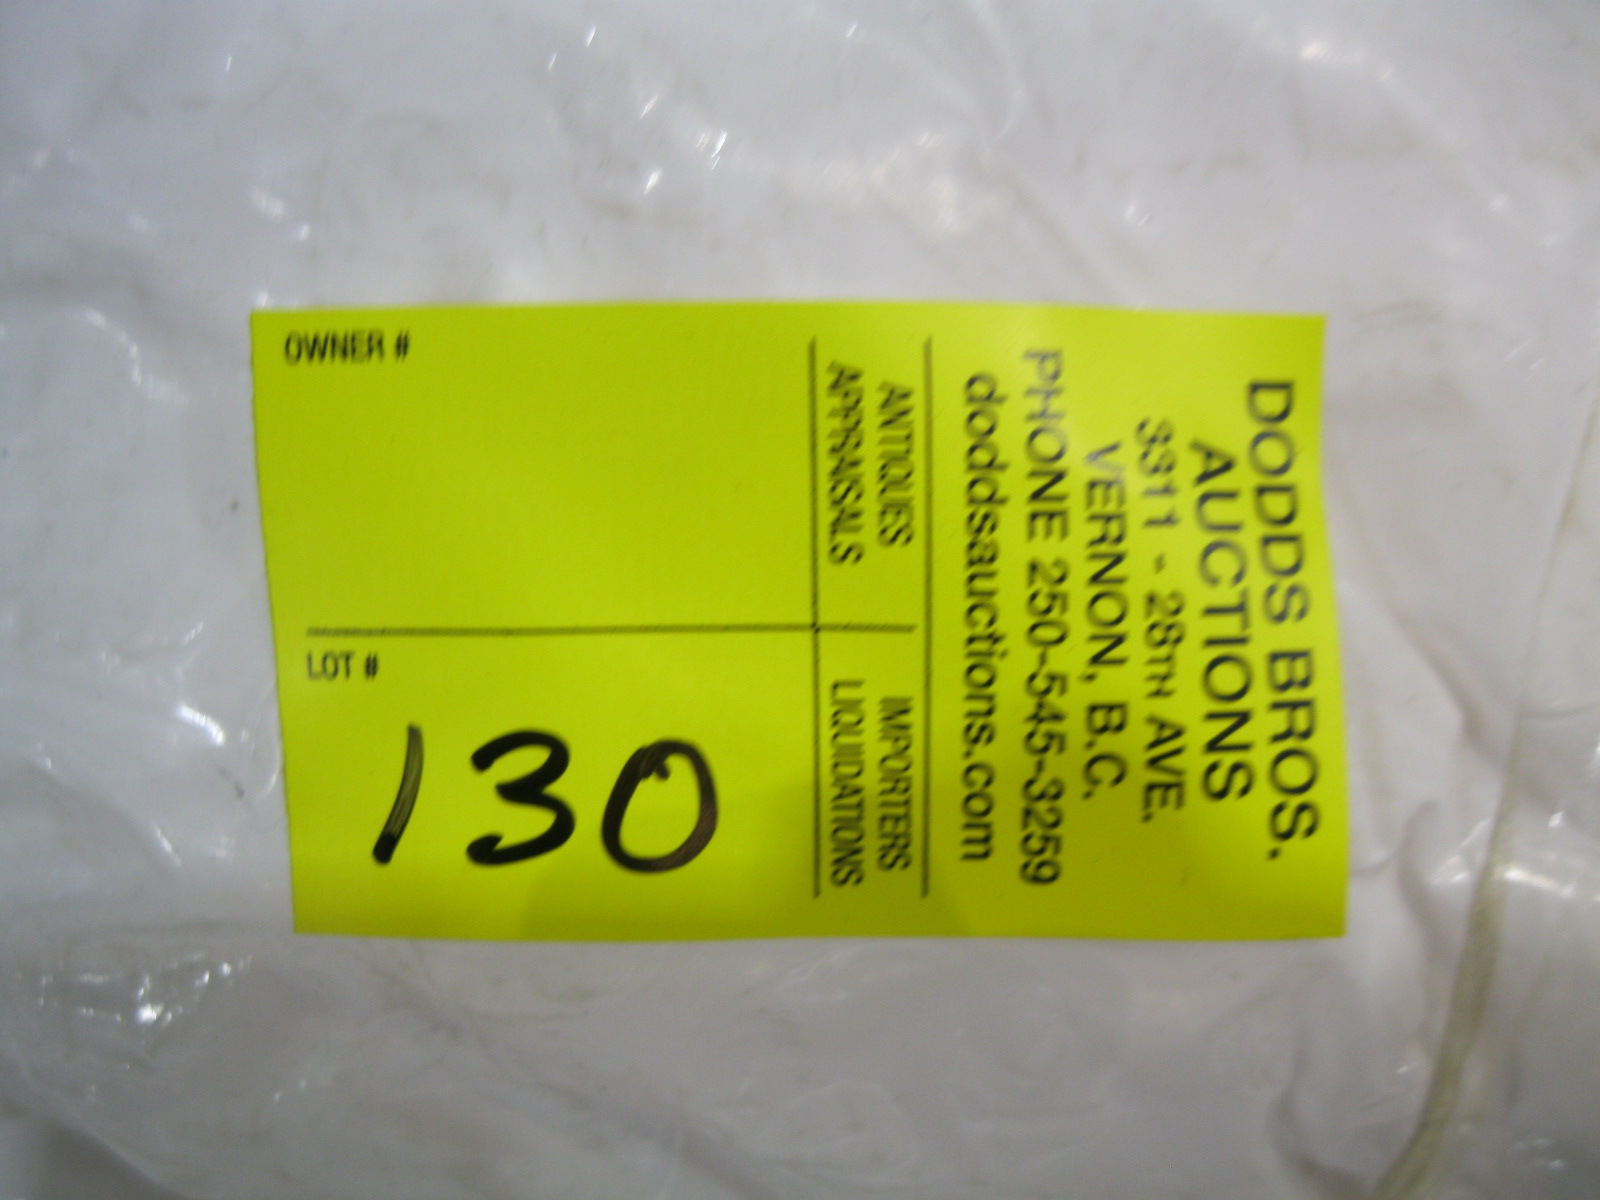 DODDS BROS.
AUCTIONS
3311 - 28TH AVE.
VERNON, B.C.
PHONE 250-545-3259
doddsauctions.com
ANTIQUES
APPRAISALS
IMPORTERS
LIQUIDATIONS
OWNER #
LOT #
130